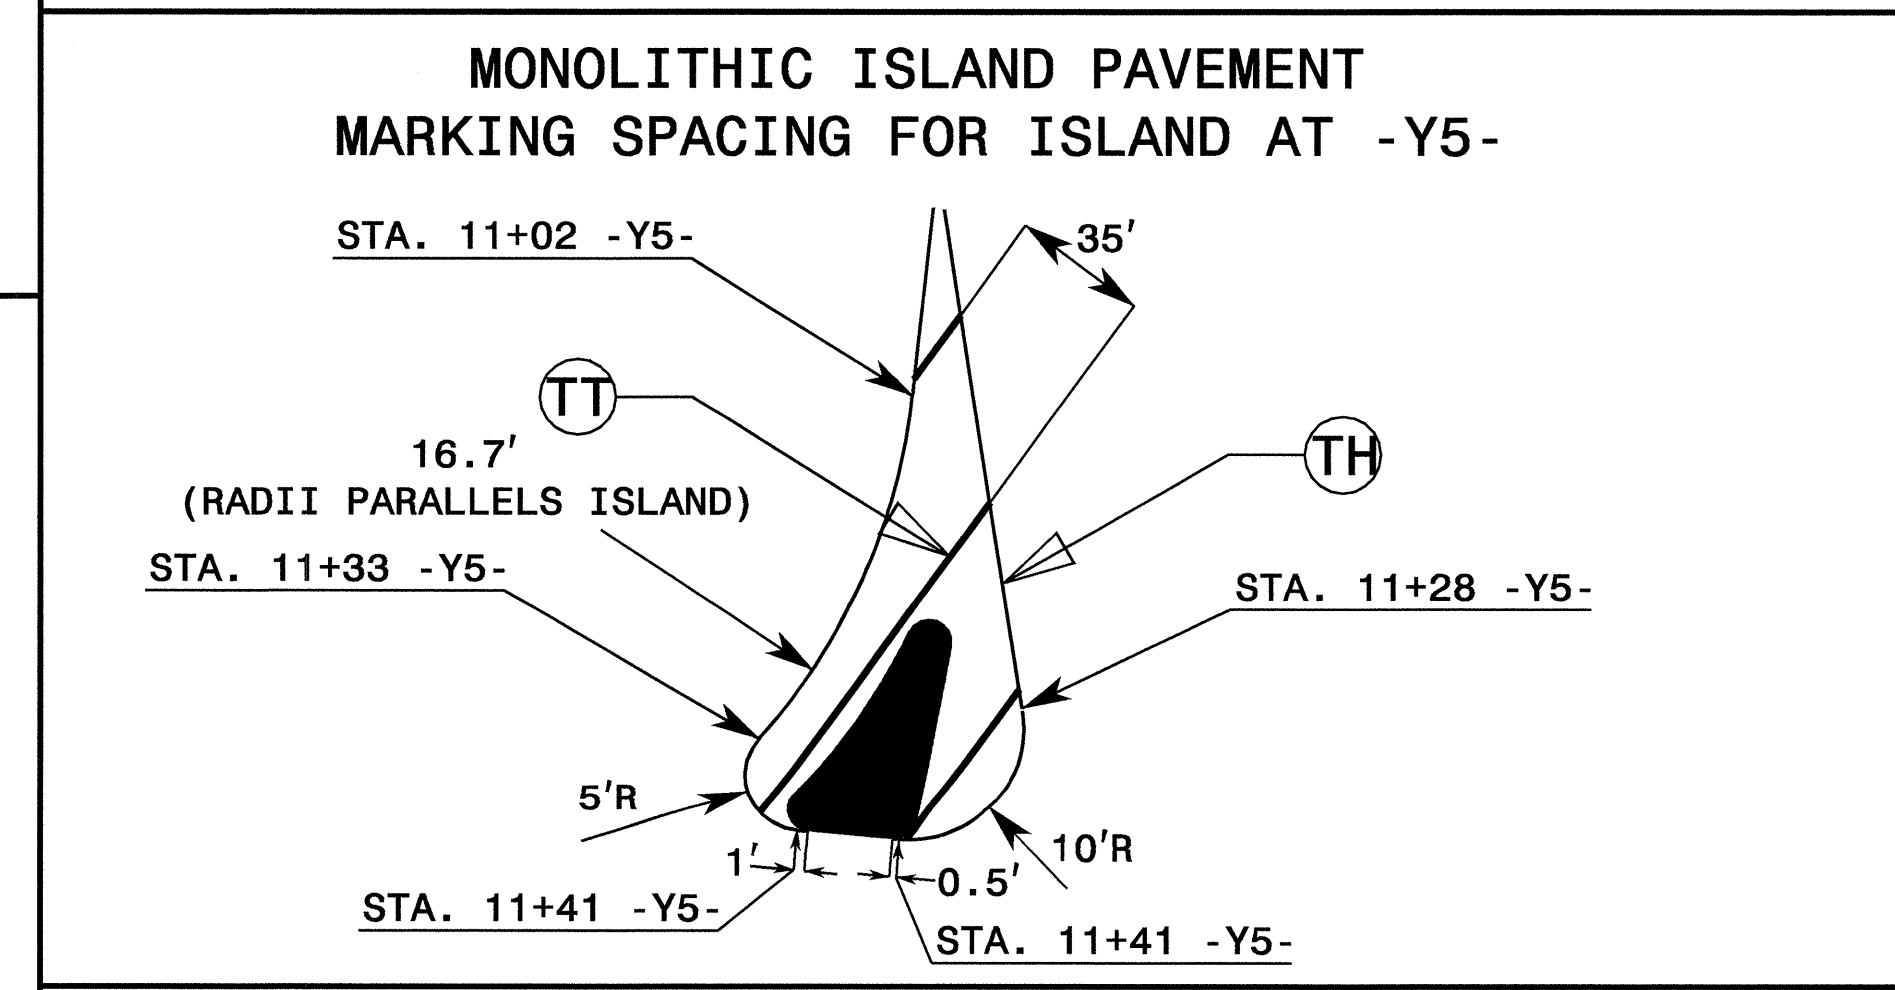 MONOLITHIC ISLAND PAVEMENT
MARKING SPACING FOR ISLAND AT -Y5-
STA. 11+02 -Y5-
35'
TT
TH
16.7'
(RADII PARALLELS ISLAND)
STA. 11+33 -Y5-
STA. 11+28 -Y5-
5'R
10'R
1'
0.5'
STA. 11+41 -Y5-
STA. 11+41 -Y5-